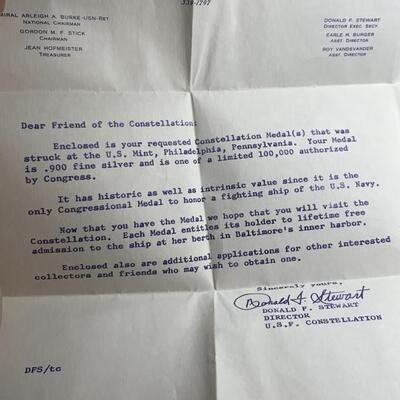 339-1797
IRAL ARLEIGH A. BURKE-USN-RET
NATIONAL CHAIRMAN
GORDON M. F. STICK
CHAIRMAN
JEAN HOFMEISTER
TREASURER
DONALD F. STEWART
DIRECTOR EXEC. SECY.
EARLE H. BURGER
ASST. DIRECTOR
ROY VANDEVANDER
ASST. DIRECTOR
Dear Friend of the Constellation:
Enclosed is your requested Constellation Medal(s) that was
struck at the U.S. Mint, Philadelphia, Pennsylvania. Your Medal
is .900 fine silver and is one of a limited 100,000 authorized
by Congress.
It has historic as well as intrinsic value since it is the
only Congressional Medal to honor a fighting ship of the U.S. Navy.
Now that you have the Medal we hope that you will visit the
Constellation. Each Medal entitles its holder to lifetime free
admission to the ship at her berth in Baltimore's inner harbor.
Enclosed also are additional applications for other interested
collectors and friends who may wish to obtain one.
Sincerely yours,
Donald F. Stewart
DONALD F. STEWART
DIRECTOR
U.S.F. CONSTELLATION
DFS/tc